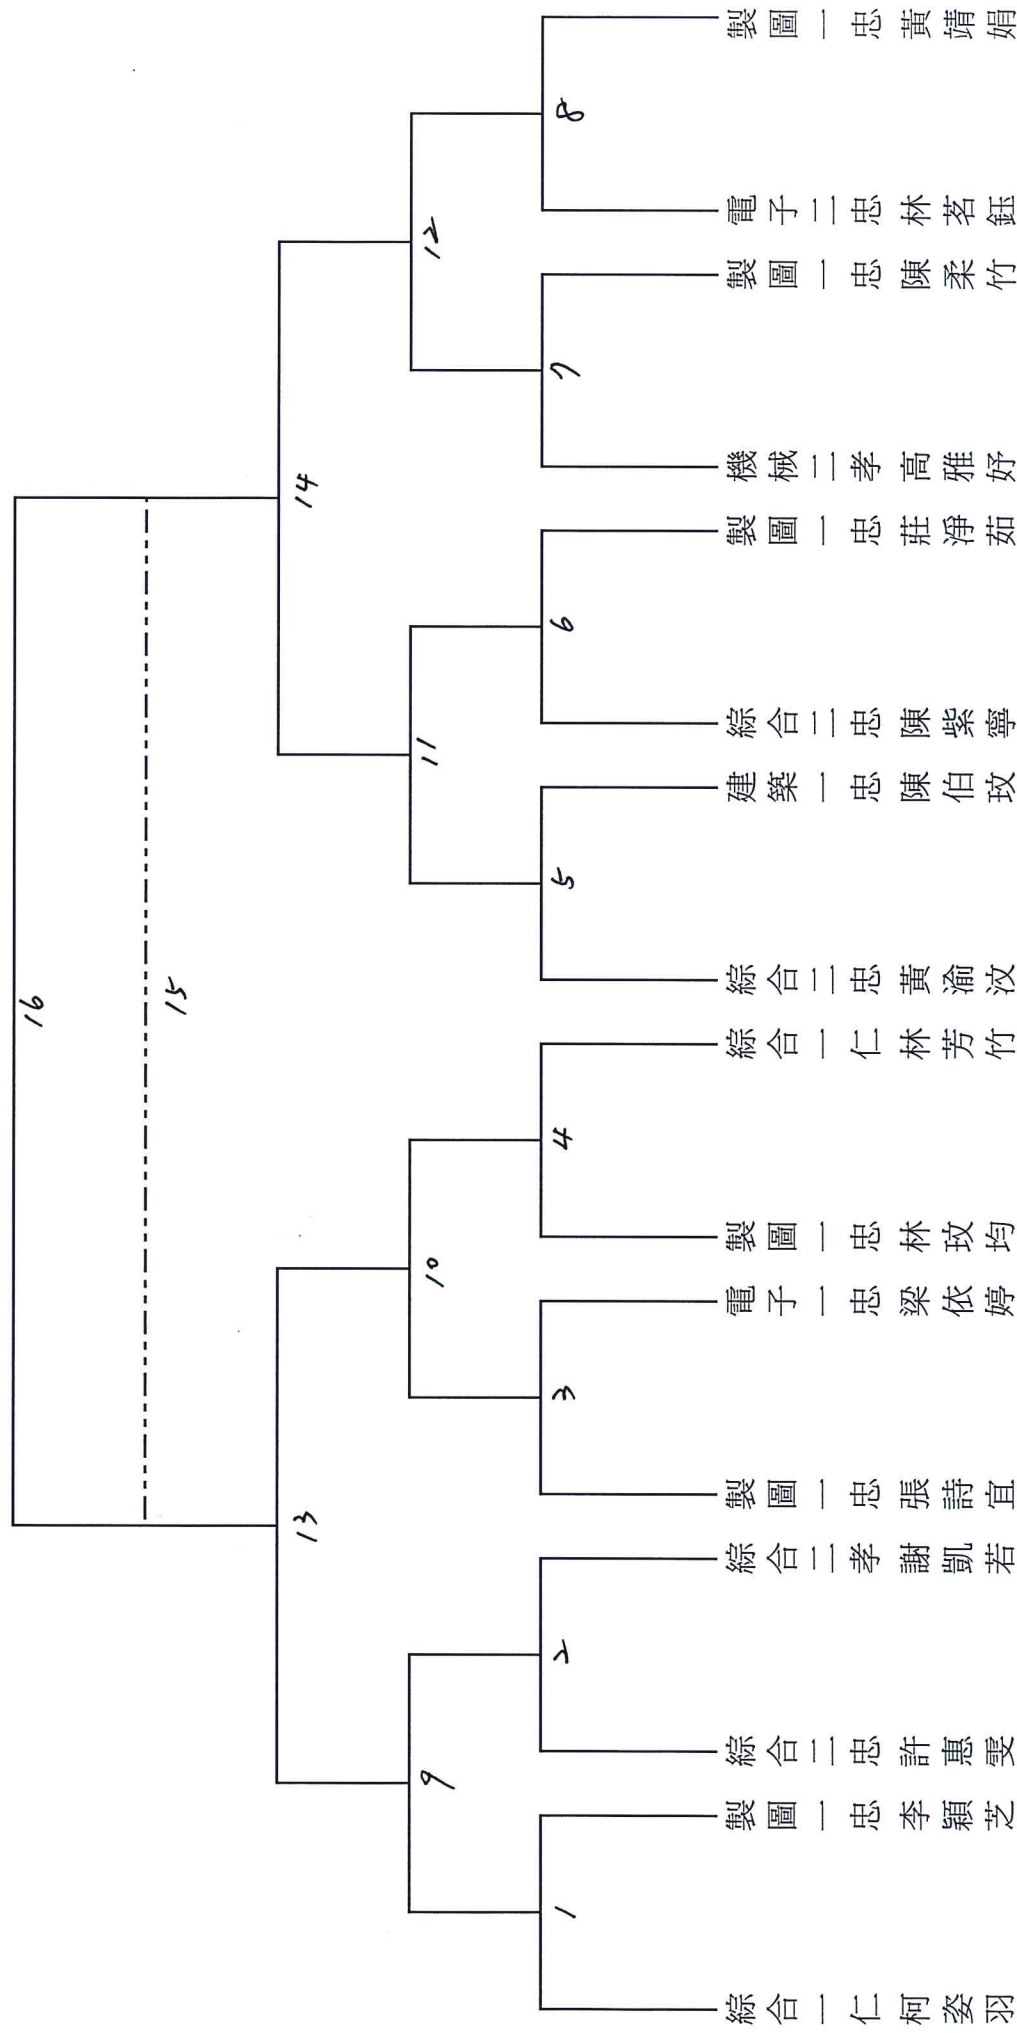 16
15
13
14
9
10
11
12
1
2
3
4
5
6
7
8
綜合一仁柯姿羽
製圖一忠李穎芝
綜合二忠許惠雯
綜合二孝謝凱若
製圖一忠張詩宜
電子一忠梁依婷
製圖一忠林玟均
綜合一仁林芳竹
綜合二忠黃渝汶
建築一忠陳伯玟
綜合二忠陳紫寧
製圖一忠莊淨茹
機械二孝高雅妤
製圖一忠陳柔竹
電子二忠林茗鈺
製圖一忠黃靖娟